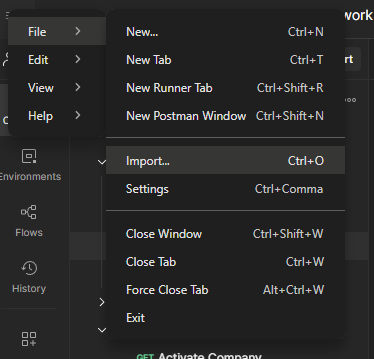 File
Edit
View
Help
New... Ctrl+N
New Tab Ctrl+T
New Runner Tab Ctrl+Shift+R
New Postman Window Ctrl+Shift+N
Import... Ctrl+O
Settings Ctrl+Comma
Close Window Ctrl+Shift+W
Close Tab Ctrl+W
Force Close Tab Alt+Ctrl+W
Exit
work
Environments
Flows
History
GET Activate Company